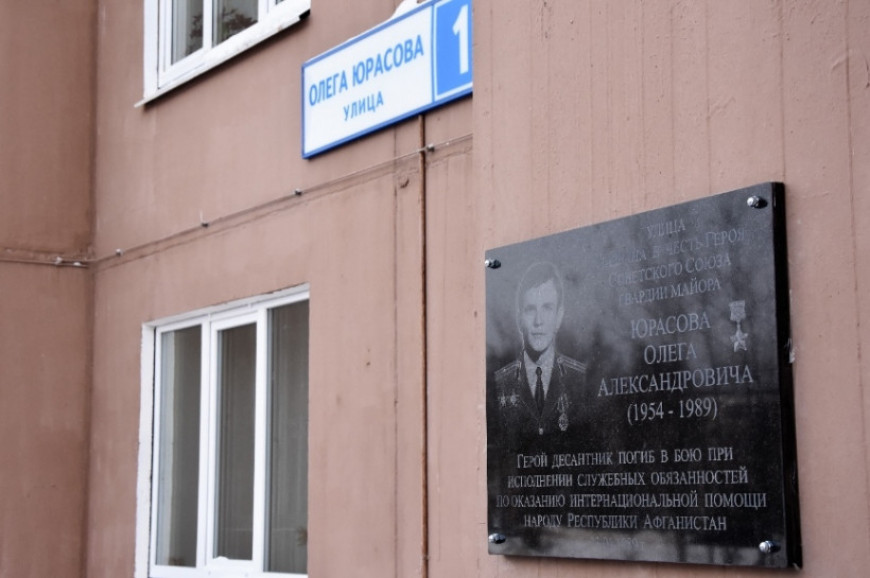 ОЛЕГА ЮРАСОВА
УЛИЦА
1
УЛИЦА
В ЧЕСТЬ ГЕРОЯ
СОВЕТСКОГО СОЮЗА
ГВАРДИИ МАЙОРА
ЮРАСОВА
ОЛЕГА
АЛЕКСАНДРОВИЧА
(1954 - 1989)
ГЕРОЙ ДЕСАНТНИК ПОГИБ В БОЮ ПРИ
ИСПОЛНЕНИИ СЛУЖЕБНЫХ ОБЯЗАННОСТЕЙ
ПО ОКАЗАНИЮ ИНТЕРНАЦИОНАЛЬНОЙ ПОМОЩИ
НАРОДУ РЕСПУБЛИКИ АФГАНИСТАН